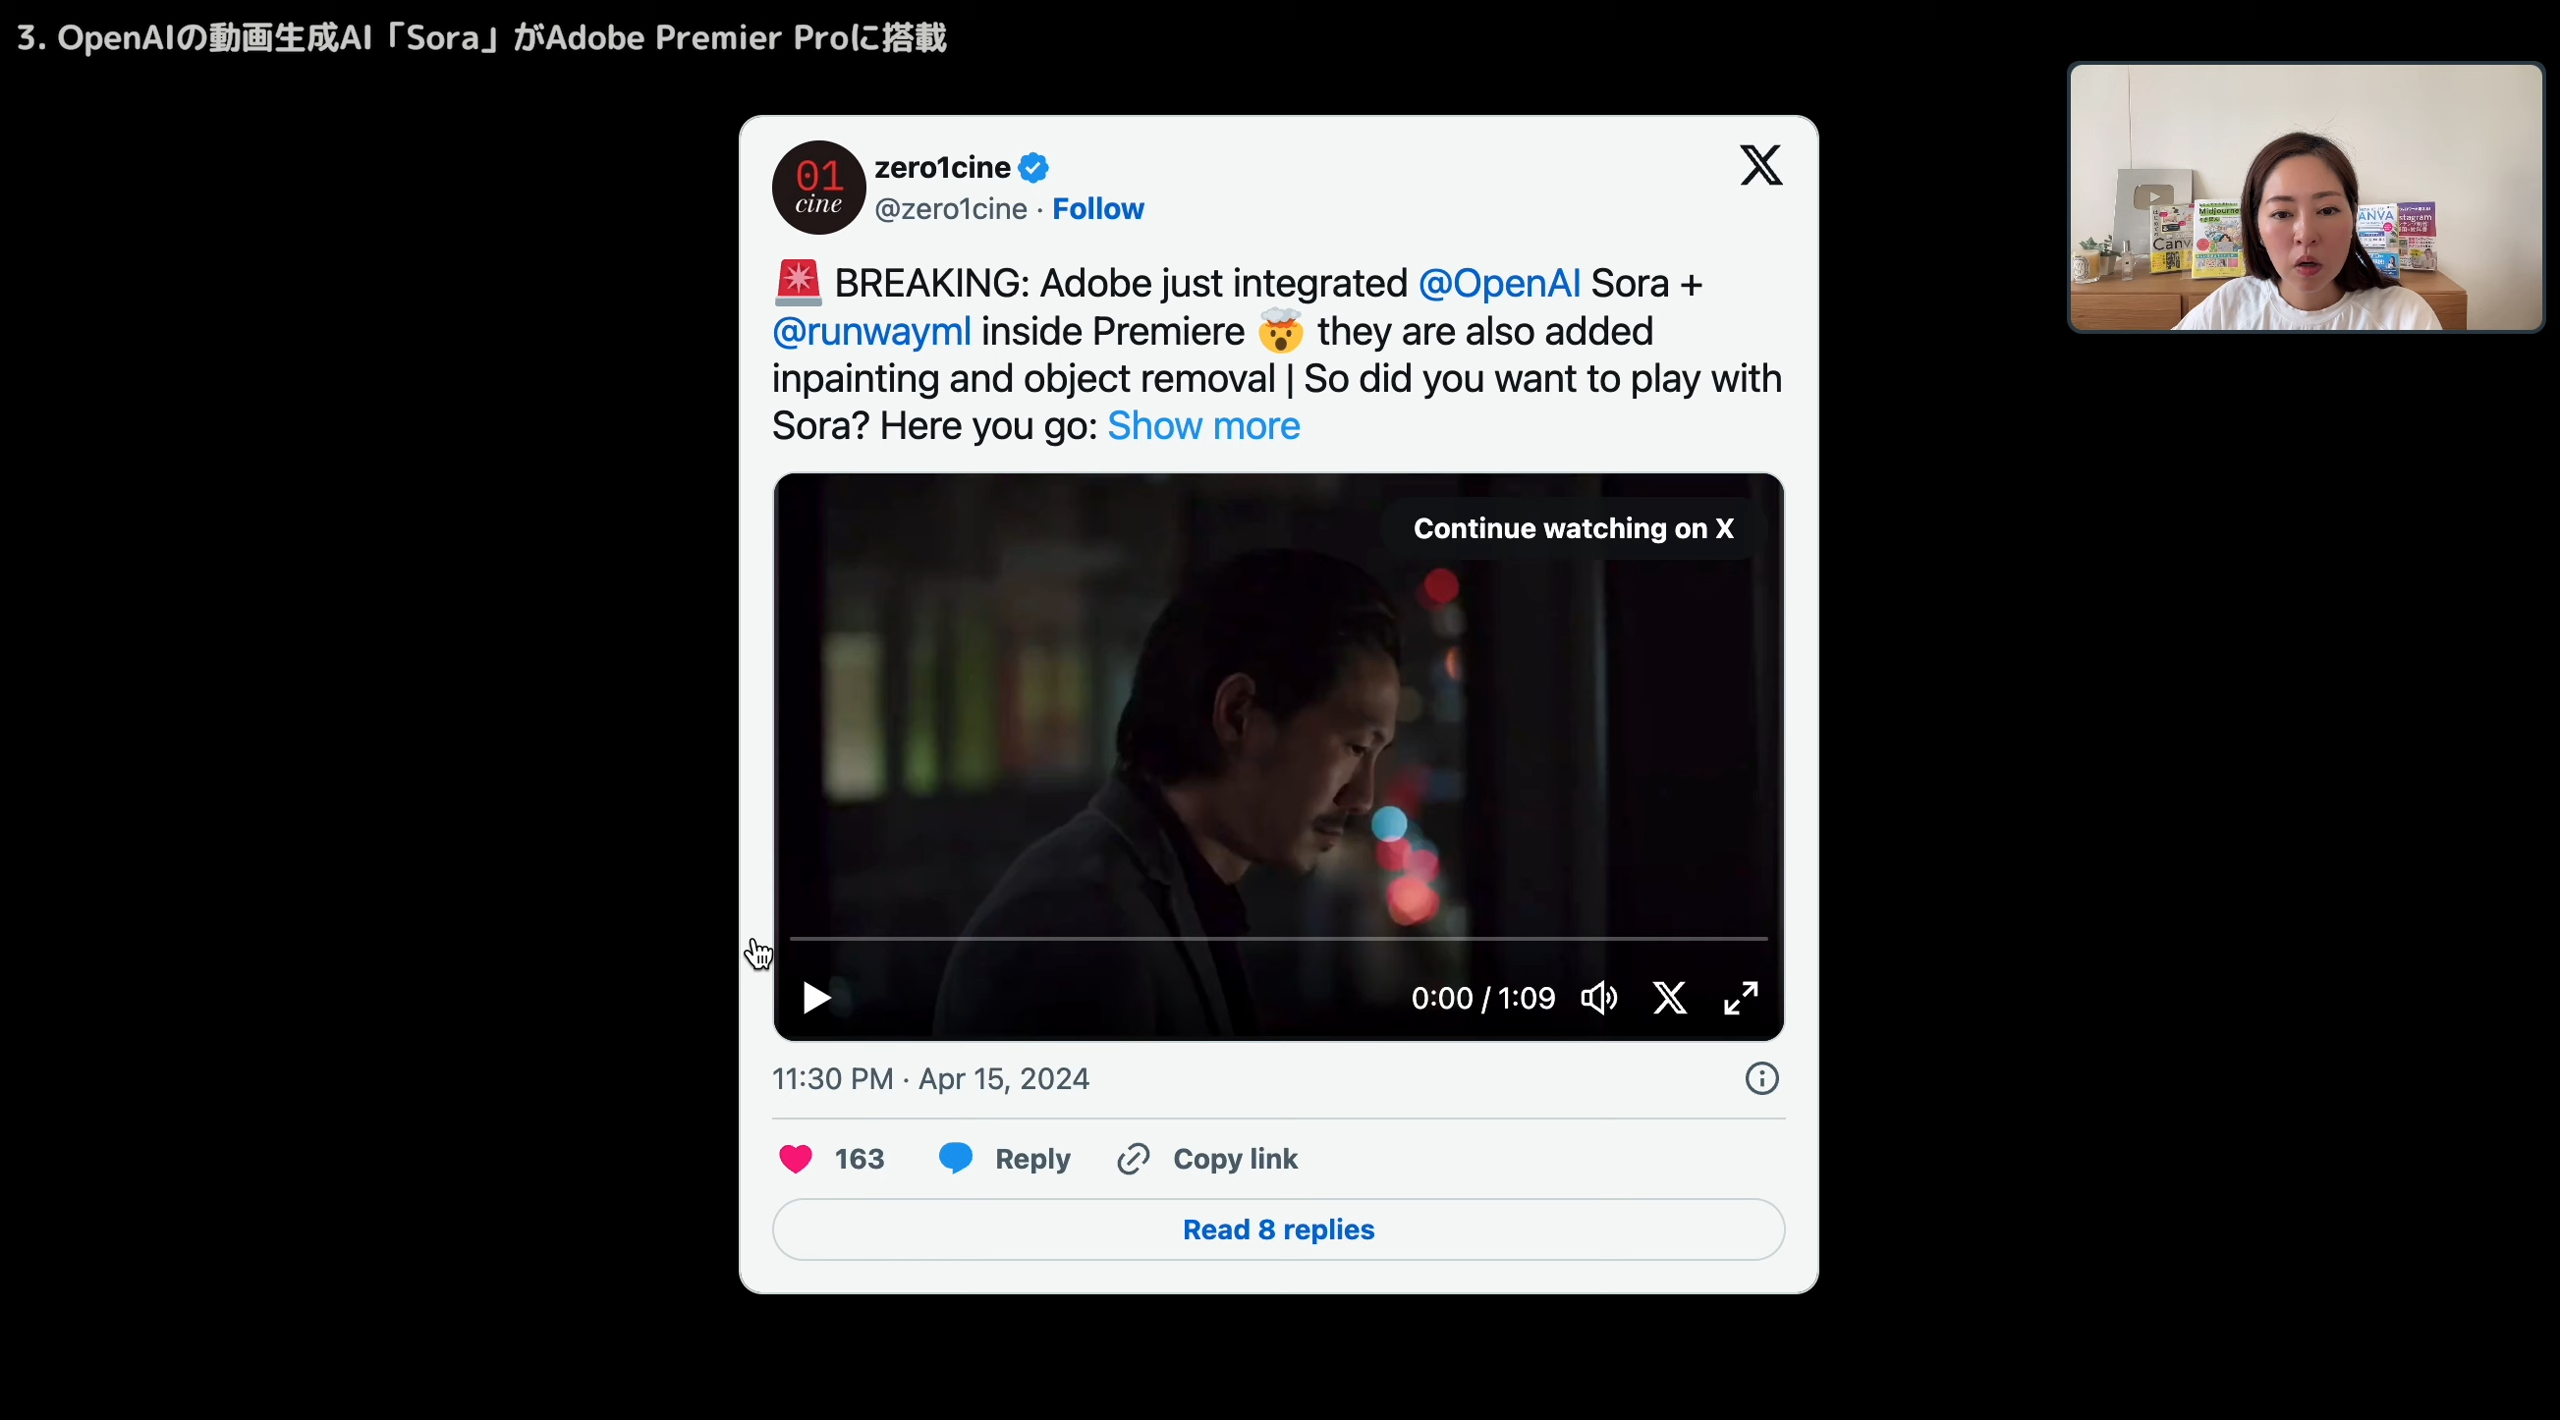 3. OpenAIの動画生成AI「Sora」がAdobe Premier Proに搭載
01
cine
zero1cine
@zero1cine · Follow
🚨 BREAKING: Adobe just integrated @OpenAI Sora +
@runwayml inside Premiere 🤯 they are also added
inpainting and object removal | So did you want to play with
Sora? Here you go: Show more
Continue watching on X
0:00 / 1:09
11:30 PM · Apr 15, 2024
163
Reply
Copy link
Read 8 replies
Midjourney
Canv
ANVA
stagram